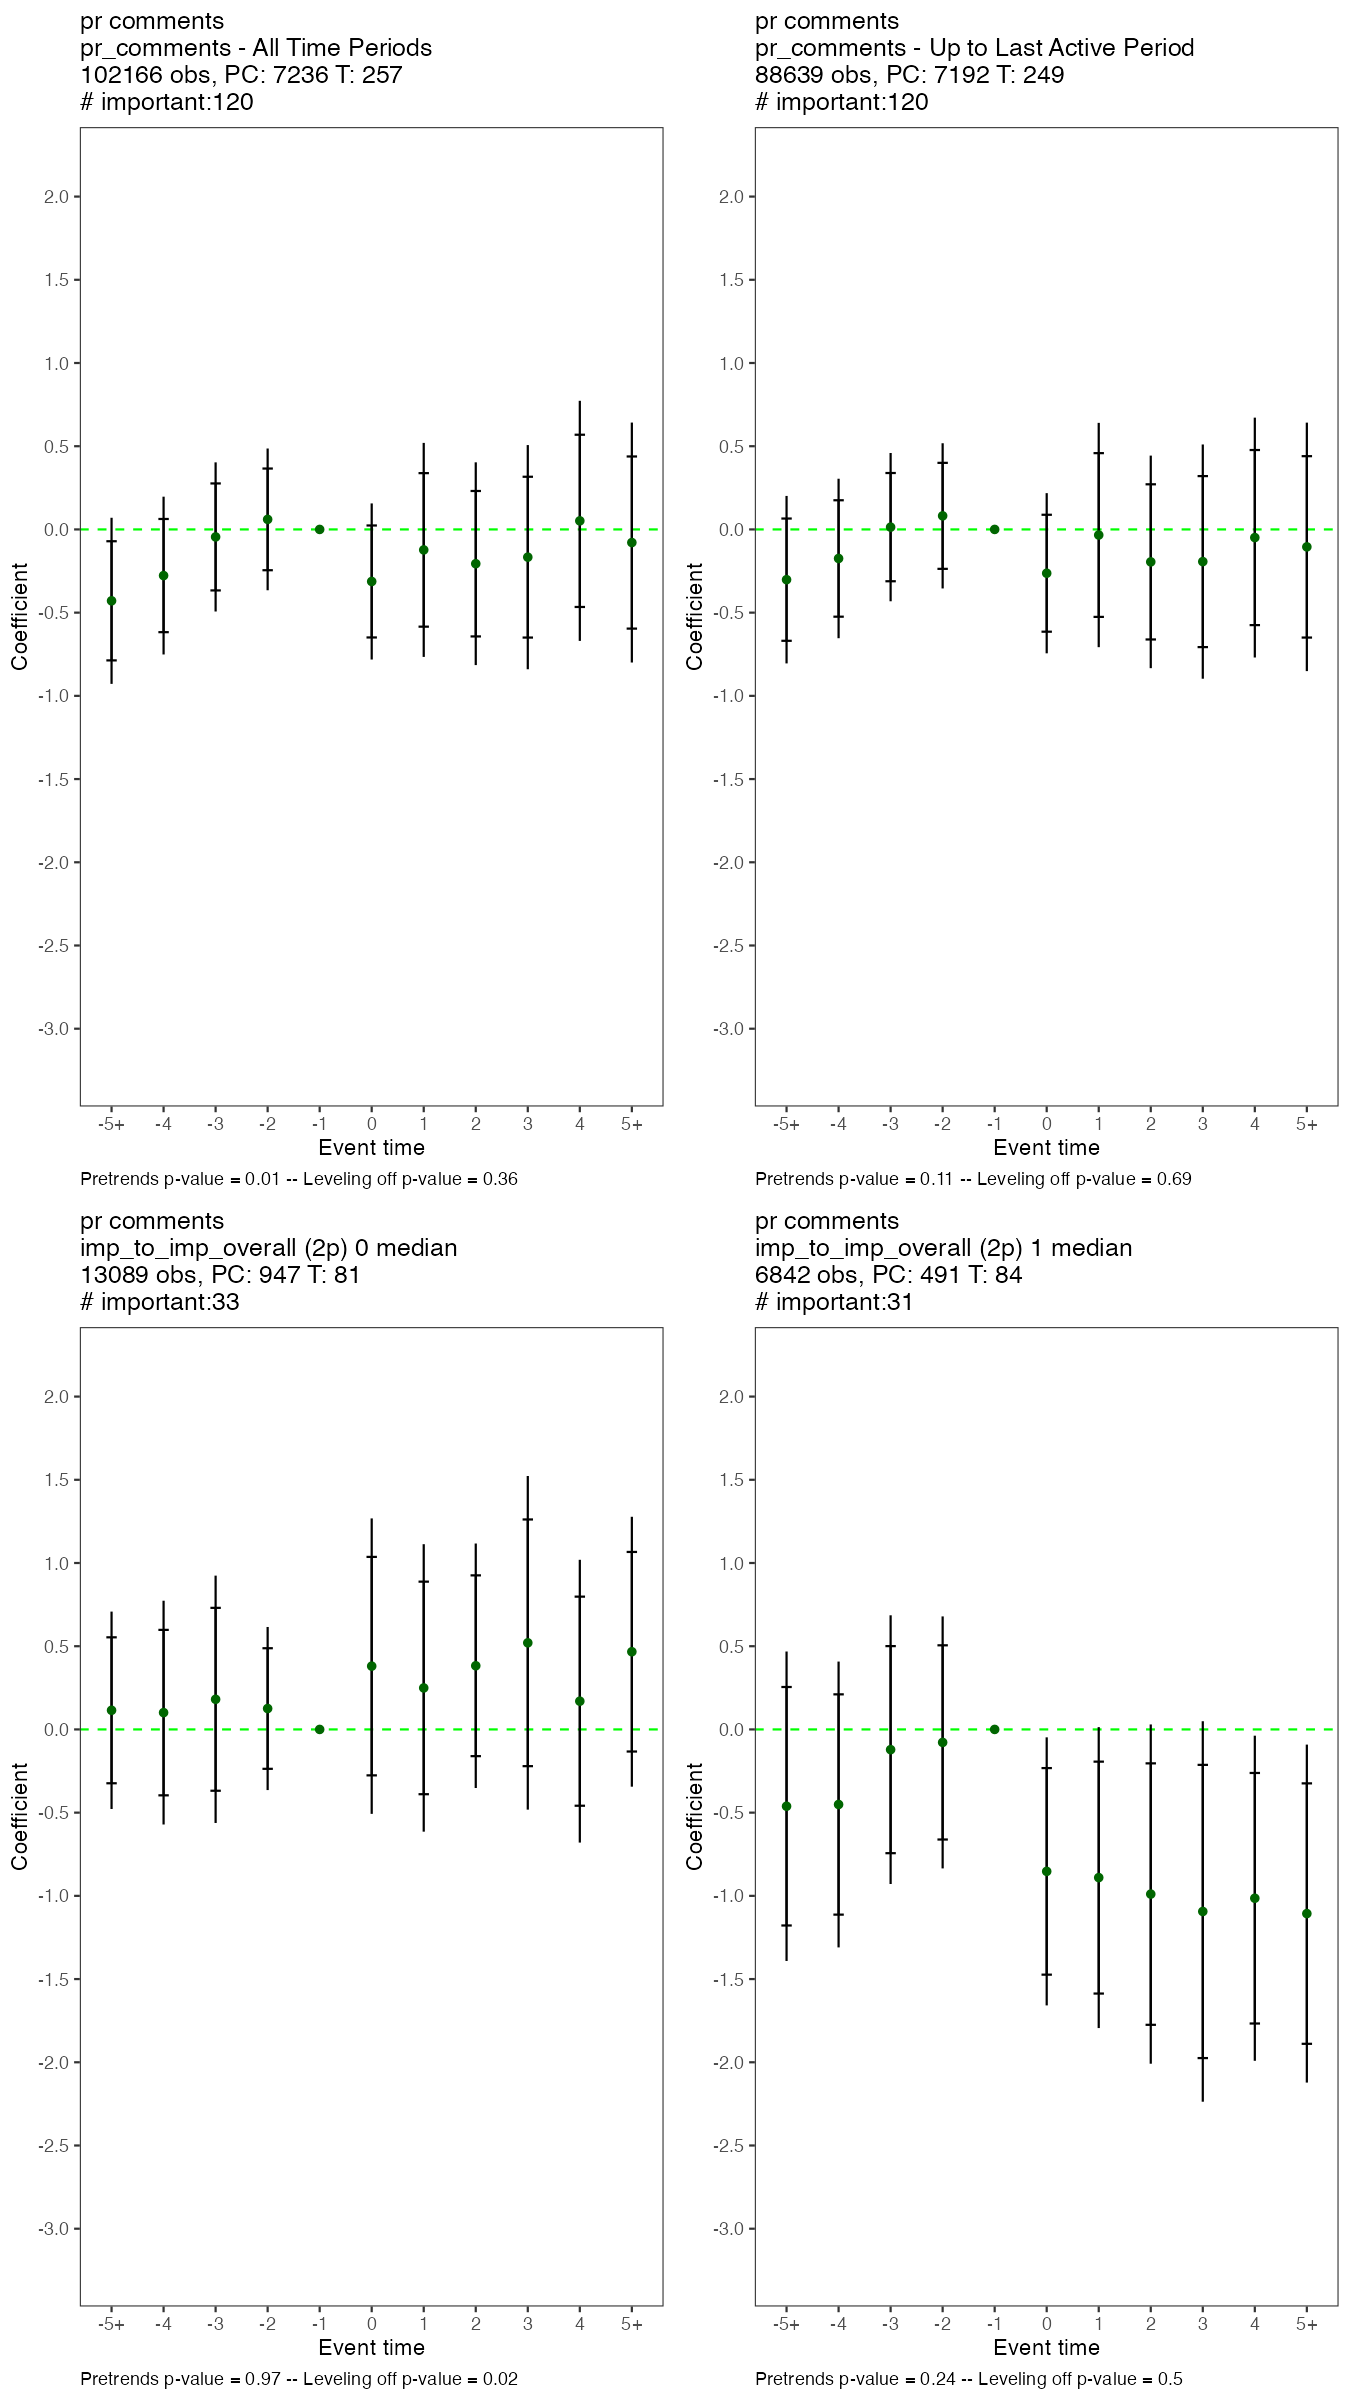 pr comments
pr_comments - All Time Periods
102166 obs, PC: 7236 T: 257
# important:120
2.0
1.5
1.0
0.5
0.0
-0.5
-1.0
-1.5
-2.0
-2.5
-3.0
Coefficient
-5+ -4 -3 -2 -1 0 1 2 3 4 5+
Event time
Pretrends p-value = 0.01 -- Leveling off p-value = 0.36
pr comments
pr_comments - Up to Last Active Period
88639 obs, PC: 7192 T: 249
# important:120
2.0
1.5
1.0
0.5
0.0
-0.5
-1.0
-1.5
-2.0
-2.5
-3.0
Coefficient
-5+ -4 -3 -2 -1 0 1 2 3 4 5+
Event time
Pretrends p-value = 0.11 -- Leveling off p-value = 0.69
pr comments
imp_to_imp_overall (2p) 0 median
13089 obs, PC: 947 T: 81
# important:33
2.0
1.5
1.0
0.5
0.0
-0.5
-1.0
-1.5
-2.0
-2.5
-3.0
Coefficient
-5+ -4 -3 -2 -1 0 1 2 3 4 5+
Event time
Pretrends p-value = 0.97 -- Leveling off p-value = 0.02
pr comments
imp_to_imp_overall (2p) 1 median
6842 obs, PC: 491 T: 84
# important:31
2.0
1.5
1.0
0.5
0.0
-0.5
-1.0
-1.5
-2.0
-2.5
-3.0
Coefficient
-5+ -4 -3 -2 -1 0 1 2 3 4 5+
Event time
Pretrends p-value = 0.24 -- Leveling off p-value = 0.5